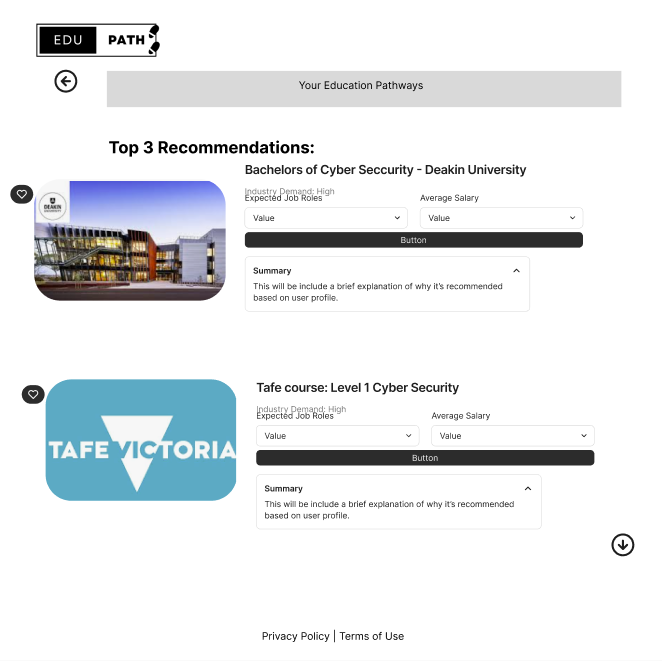 EDU PATH
Your Education Pathways
Top 3 Recommendations:
Bachelors of Cyber Seccurity - Deakin University
Industry Demand: High
Expected Job Roles
Average Salary
DEAKIN
UNIVERSITY
Value
Value
Button
Summary
This will be include a brief explanation of why it's recommended
based on user profile.
Tafe course: Level 1 Cyber Security
Industry Demand: High
Expected Job Roles
Average Salary
TAFE VICTORIA
Value
Value
Button
Summary
This will be include a brief explanation of why it's recommended
based on user profile.
Privacy Policy | Terms of Use